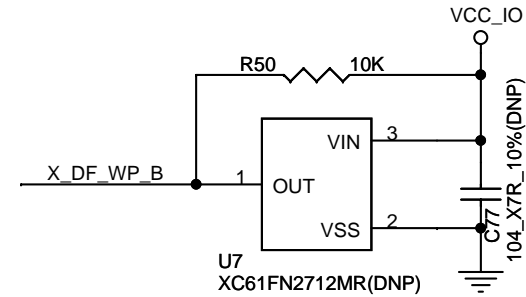 VCC_IO
R50 10K
VIN 3
X_DF_WP_B 1 OUT
VSS 2
C77
104_X7R_10%(DNP)
U7
XC61FN2712MR(DNP)